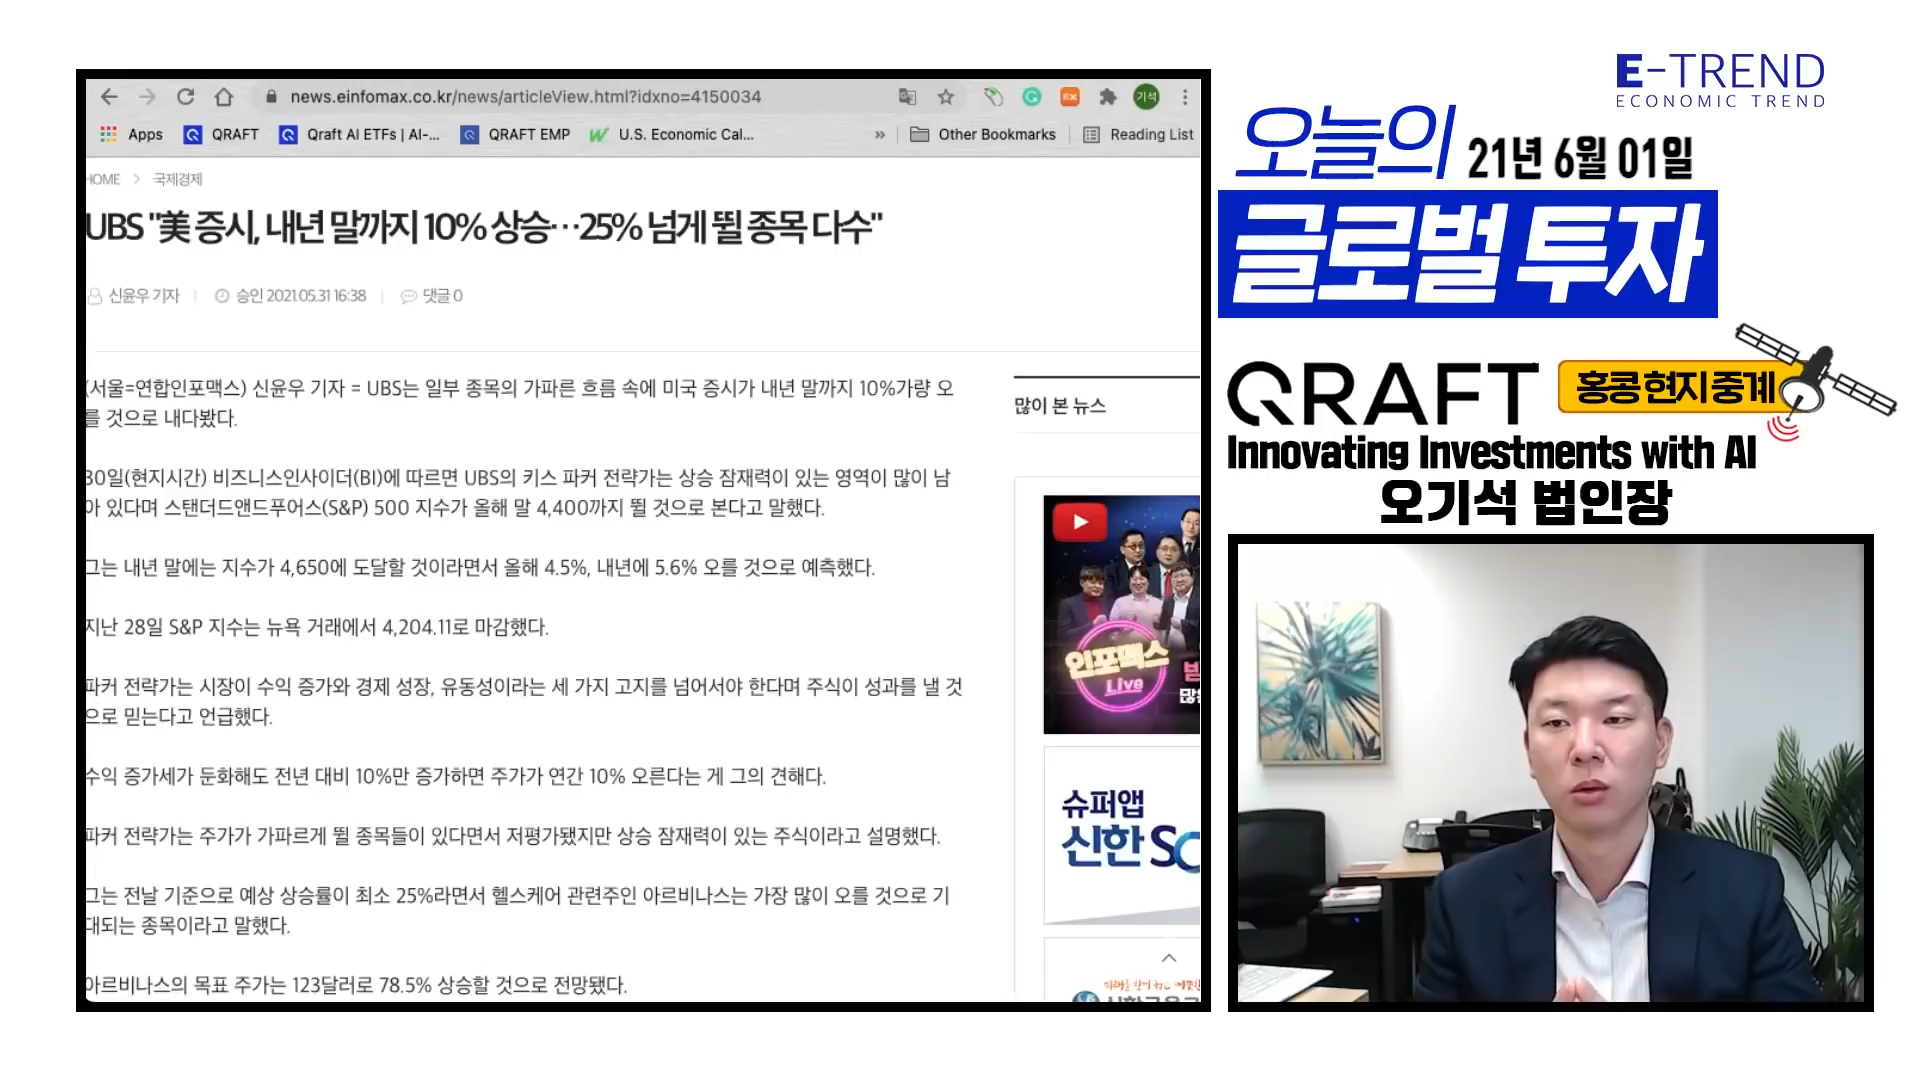 news.einfomax.co.kr/news/articleView.html?idxno=4150034
Apps QRAFT Qraft AI ETFs | AI-... QRAFT EMP U.S. Economic Cal... » Other Bookmarks Reading List
HOME > 국제경제
UBS "美 증시, 내년 말까지 10% 상승…25% 넘게 뛸 종목 다수"
신윤우 기자 | 승인 2021.05.31 16:38 | 댓글 0
(서울=연합인포맥스) 신윤우 기자 = UBS는 일부 종목의 가파른 흐름 속에 미국 증시가 내년 말까지 10%가량 오
를 것으로 내다봤다.
30일(현지시간) 비즈니스인사이더(BI)에 따르면 UBS의 키스 파커 전략가는 상승 잠재력이 있는 영역이 많이 남
아 있다며 스탠더드앤드푸어스(S&P) 500 지수가 올해 말 4,400까지 뛸 것으로 본다고 말했다.
그는 내년 말에는 지수가 4,650에 도달할 것이라면서 올해 4.5%, 내년에 5.6% 오를 것으로 예측했다.
지난 28일 S&P 지수는 뉴욕 거래에서 4,204.11로 마감했다.
파커 전략가는 시장이 수익 증가와 경제 성장, 유동성이라는 세 가지 고지를 넘어서야 한다며 주식이 성과를 낼 것
으로 믿는다고 언급했다.
수익 증가세가 둔화해도 전년 대비 10%만 증가하면 주가가 연간 10% 오른다는 게 그의 견해다.
파커 전략가는 주가가 가파르게 뛸 종목들이 있다면서 저평가됐지만 상승 잠재력이 있는 주식이라고 설명했다.
그는 전날 기준으로 예상 상승률이 최소 25%라면서 헬스케어 관련주인 아르비나스는 가장 많이 오를 것으로 기
대되는 종목이라고 말했다.
아르비나스의 목표 주가는 123달러로 78.5% 상승할 것으로 전망됐다.
많이 본 뉴스
인포맥스
Live
슈퍼앱
신한
기석
E-TREND
ECONOMIC TREND
오늘의 21년 6월 01일
글로벌 투자
QRAFT 홍콩 현지 중계
Innovating Investments with AI
오기석 법인장